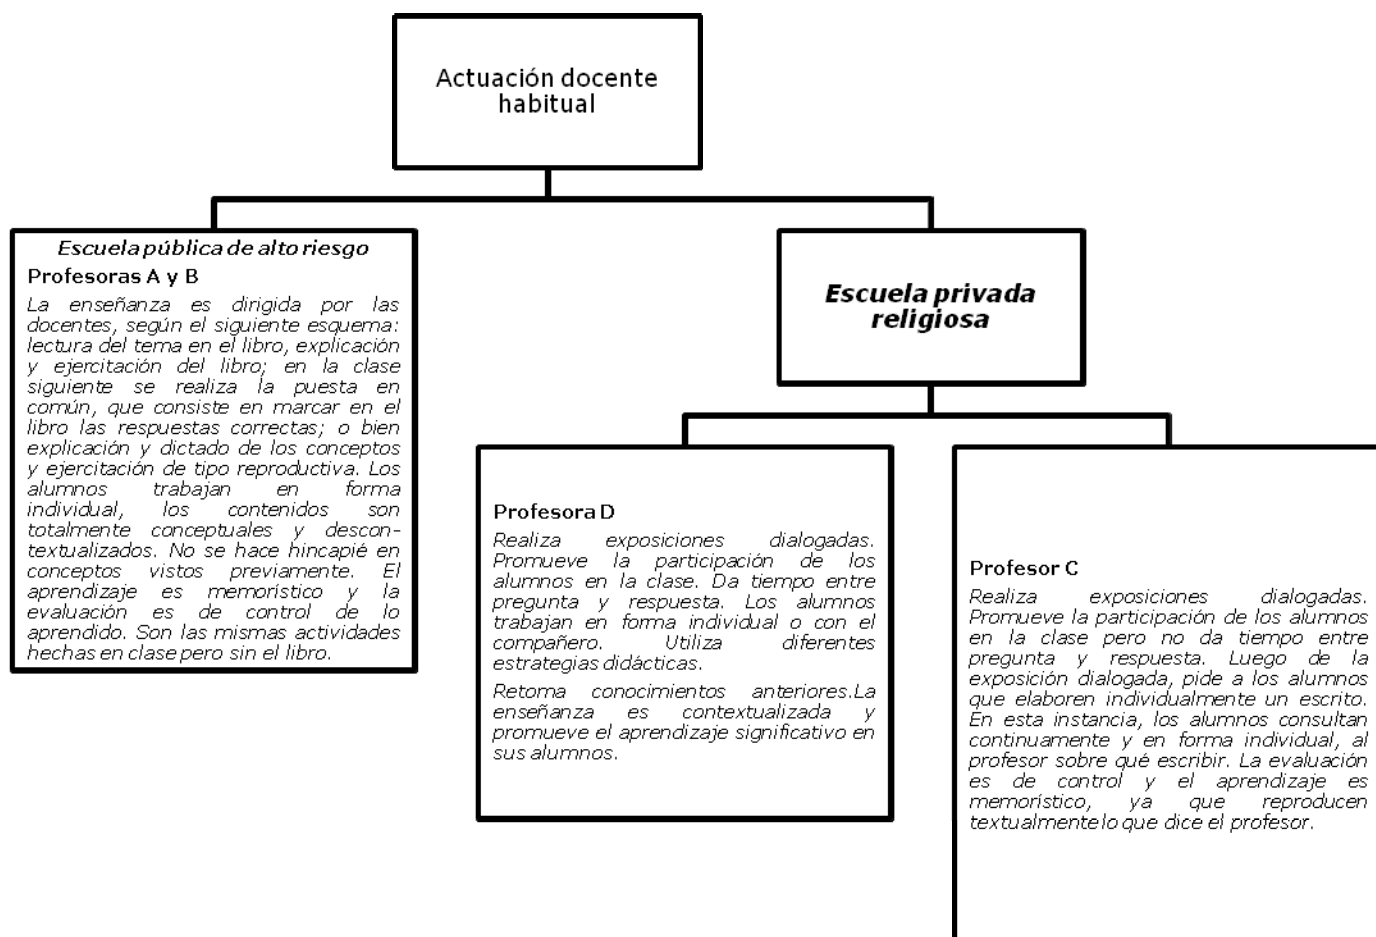 Actuación docente
habitual
Escuela pública de alto riesgo
Profesoras A y B
La enseñanza es dirigida por las
docentes, según el siguiente esquema:
lectura del tema en el libro, explicación
y ejercitación del libro; en la clase
siguiente se realiza la puesta en
común, que consiste en marcar en el
libro las respuestas correctas; o bien
explicación y dictado de los conceptos
y ejercitación de tipo reproductiva. Los
alumnos trabajan en forma
individual, los contenidos son
totalmente conceptuales y descon-
textualizados. No se hace hincapié en
conceptos vistos previamente. El
aprendizaje es memorístico y la
evaluación es de control de lo
aprendido. Son las mismas actividades
hechas en clase pero sin el libro.
Escuela privada
religiosa
Profesora D
Realiza exposiciones dialogadas.
Promueve la participación de los
alumnos en la clase. Da tiempo entre
pregunta y respuesta. Los alumnos
trabajan en forma individual o con el
compañero. Utiliza diferentes
estrategias didácticas.
Retoma conocimientos anteriores.La
enseñanza es contextualizada y
promueve el aprendizaje significativo en
sus alumnos.
Profesor C
Realiza exposiciones dialogadas.
Promueve la participación de los alumnos
en la clase pero no da tiempo entre
pregunta y respuesta. Luego de la
exposición dialogada, pide a los alumnos
que elaboren individualmente un escrito.
En esta instancia, los alumnos consultan
continuamente y en forma individual, al
profesor sobre qué escribir. La evaluación
es de control y el aprendizaje es
memorístico, ya que reproducen
textualmente lo que dice el profesor.